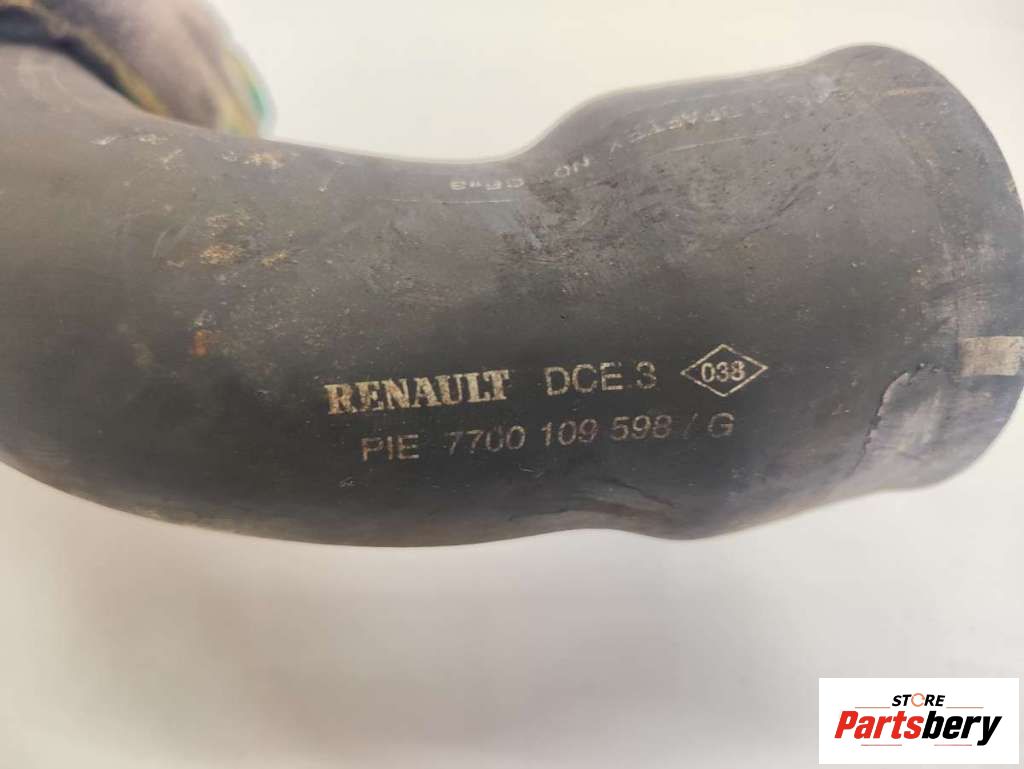 RENAULT DCE 3 038
PIE 7700 109 598 / G
STORE
Partsbery